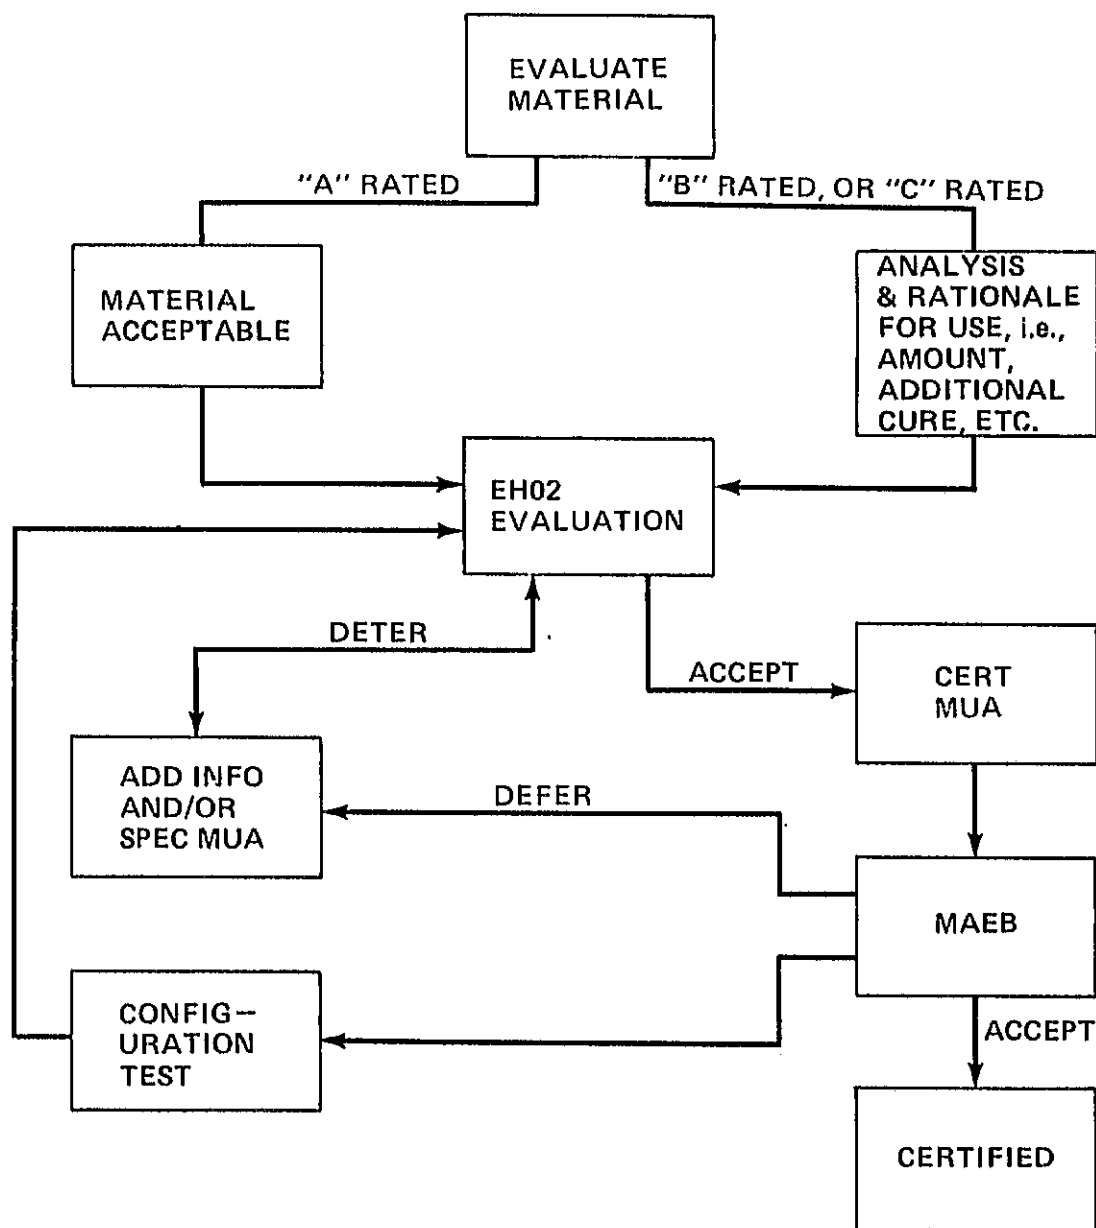 EVALUATE
MATERIAL
"A" RATED
"B" RATED, OR "C" RATED
MATERIAL
ACCEPTABLE
ANALYSIS
& RATIONALE
FOR USE, i.e.,
AMOUNT,
ADDITIONAL
CURE, ETC.
EH02
EVALUATION
DETER
ACCEPT
CERT
MUA
ADD INFO
AND/OR
SPEC MUA
DEFER
MAEB
CONFIG—
URATION
TEST
ACCEPT
CERTIFIED